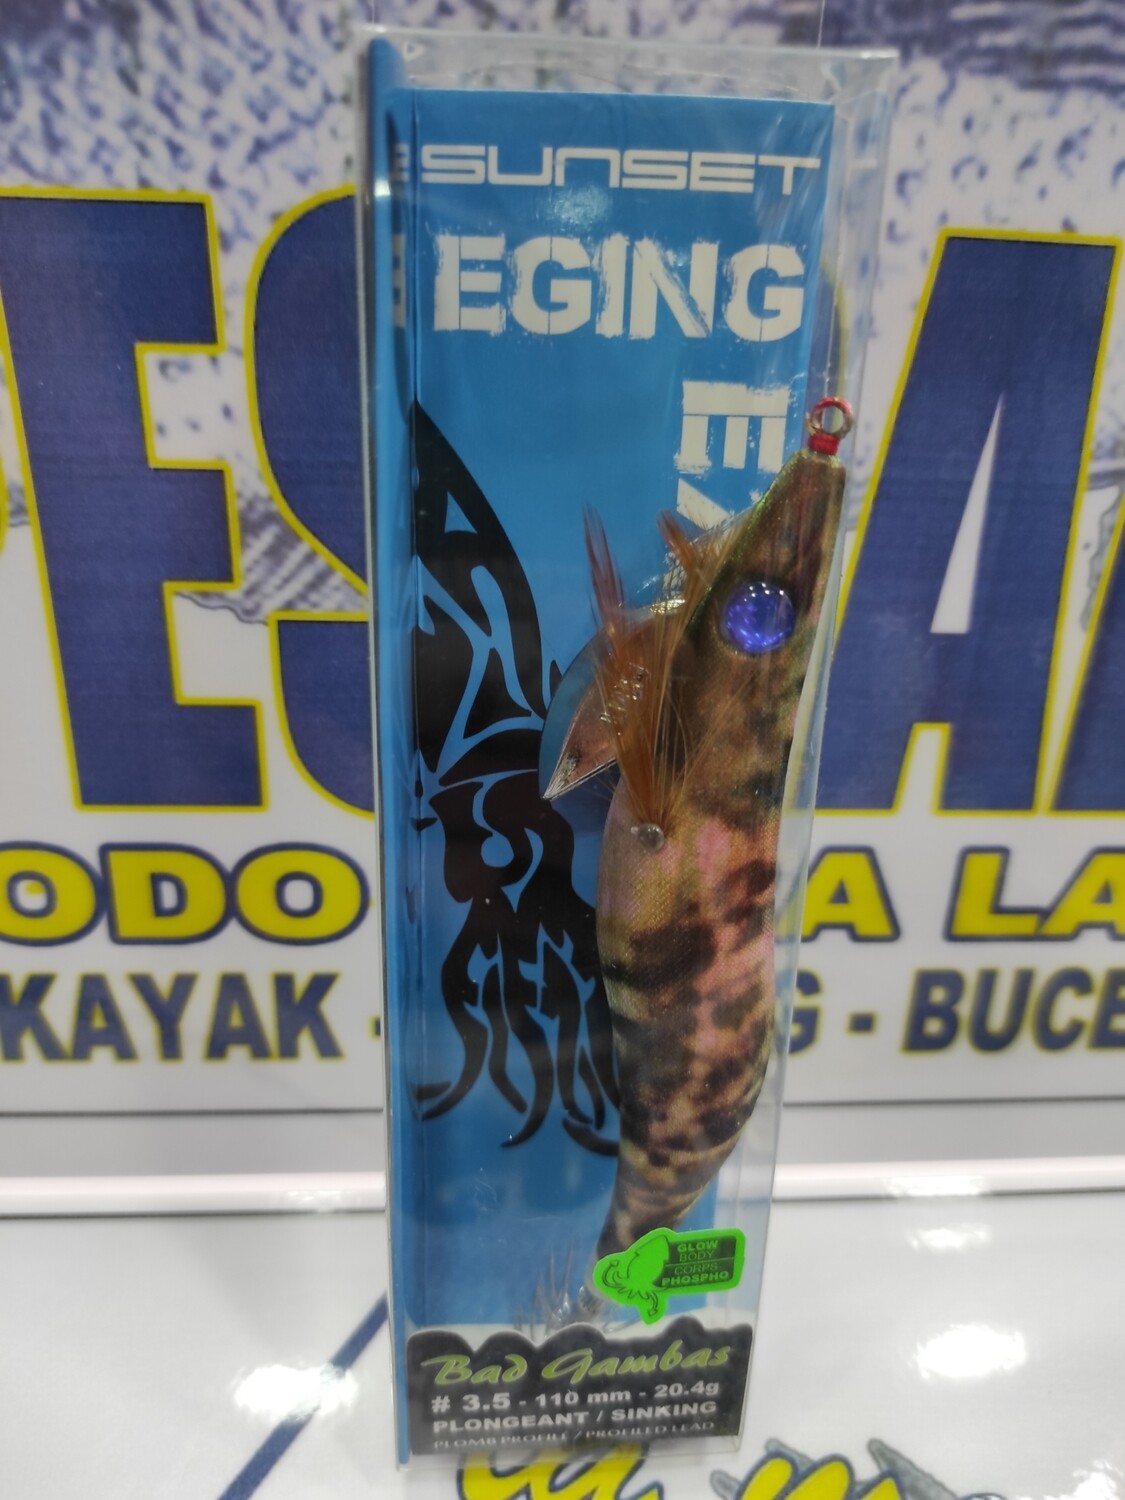 SUNSET
EGING
GLOW
BODY
CORPS
PHOSPHO
Bad Gambas
# 3.5 - 110 mm - 20.4g
PLONGEANT / SINKING
PLOMB PROFILÉ / PROFILED LEAD
KAYAK -
A LA
- BUCE